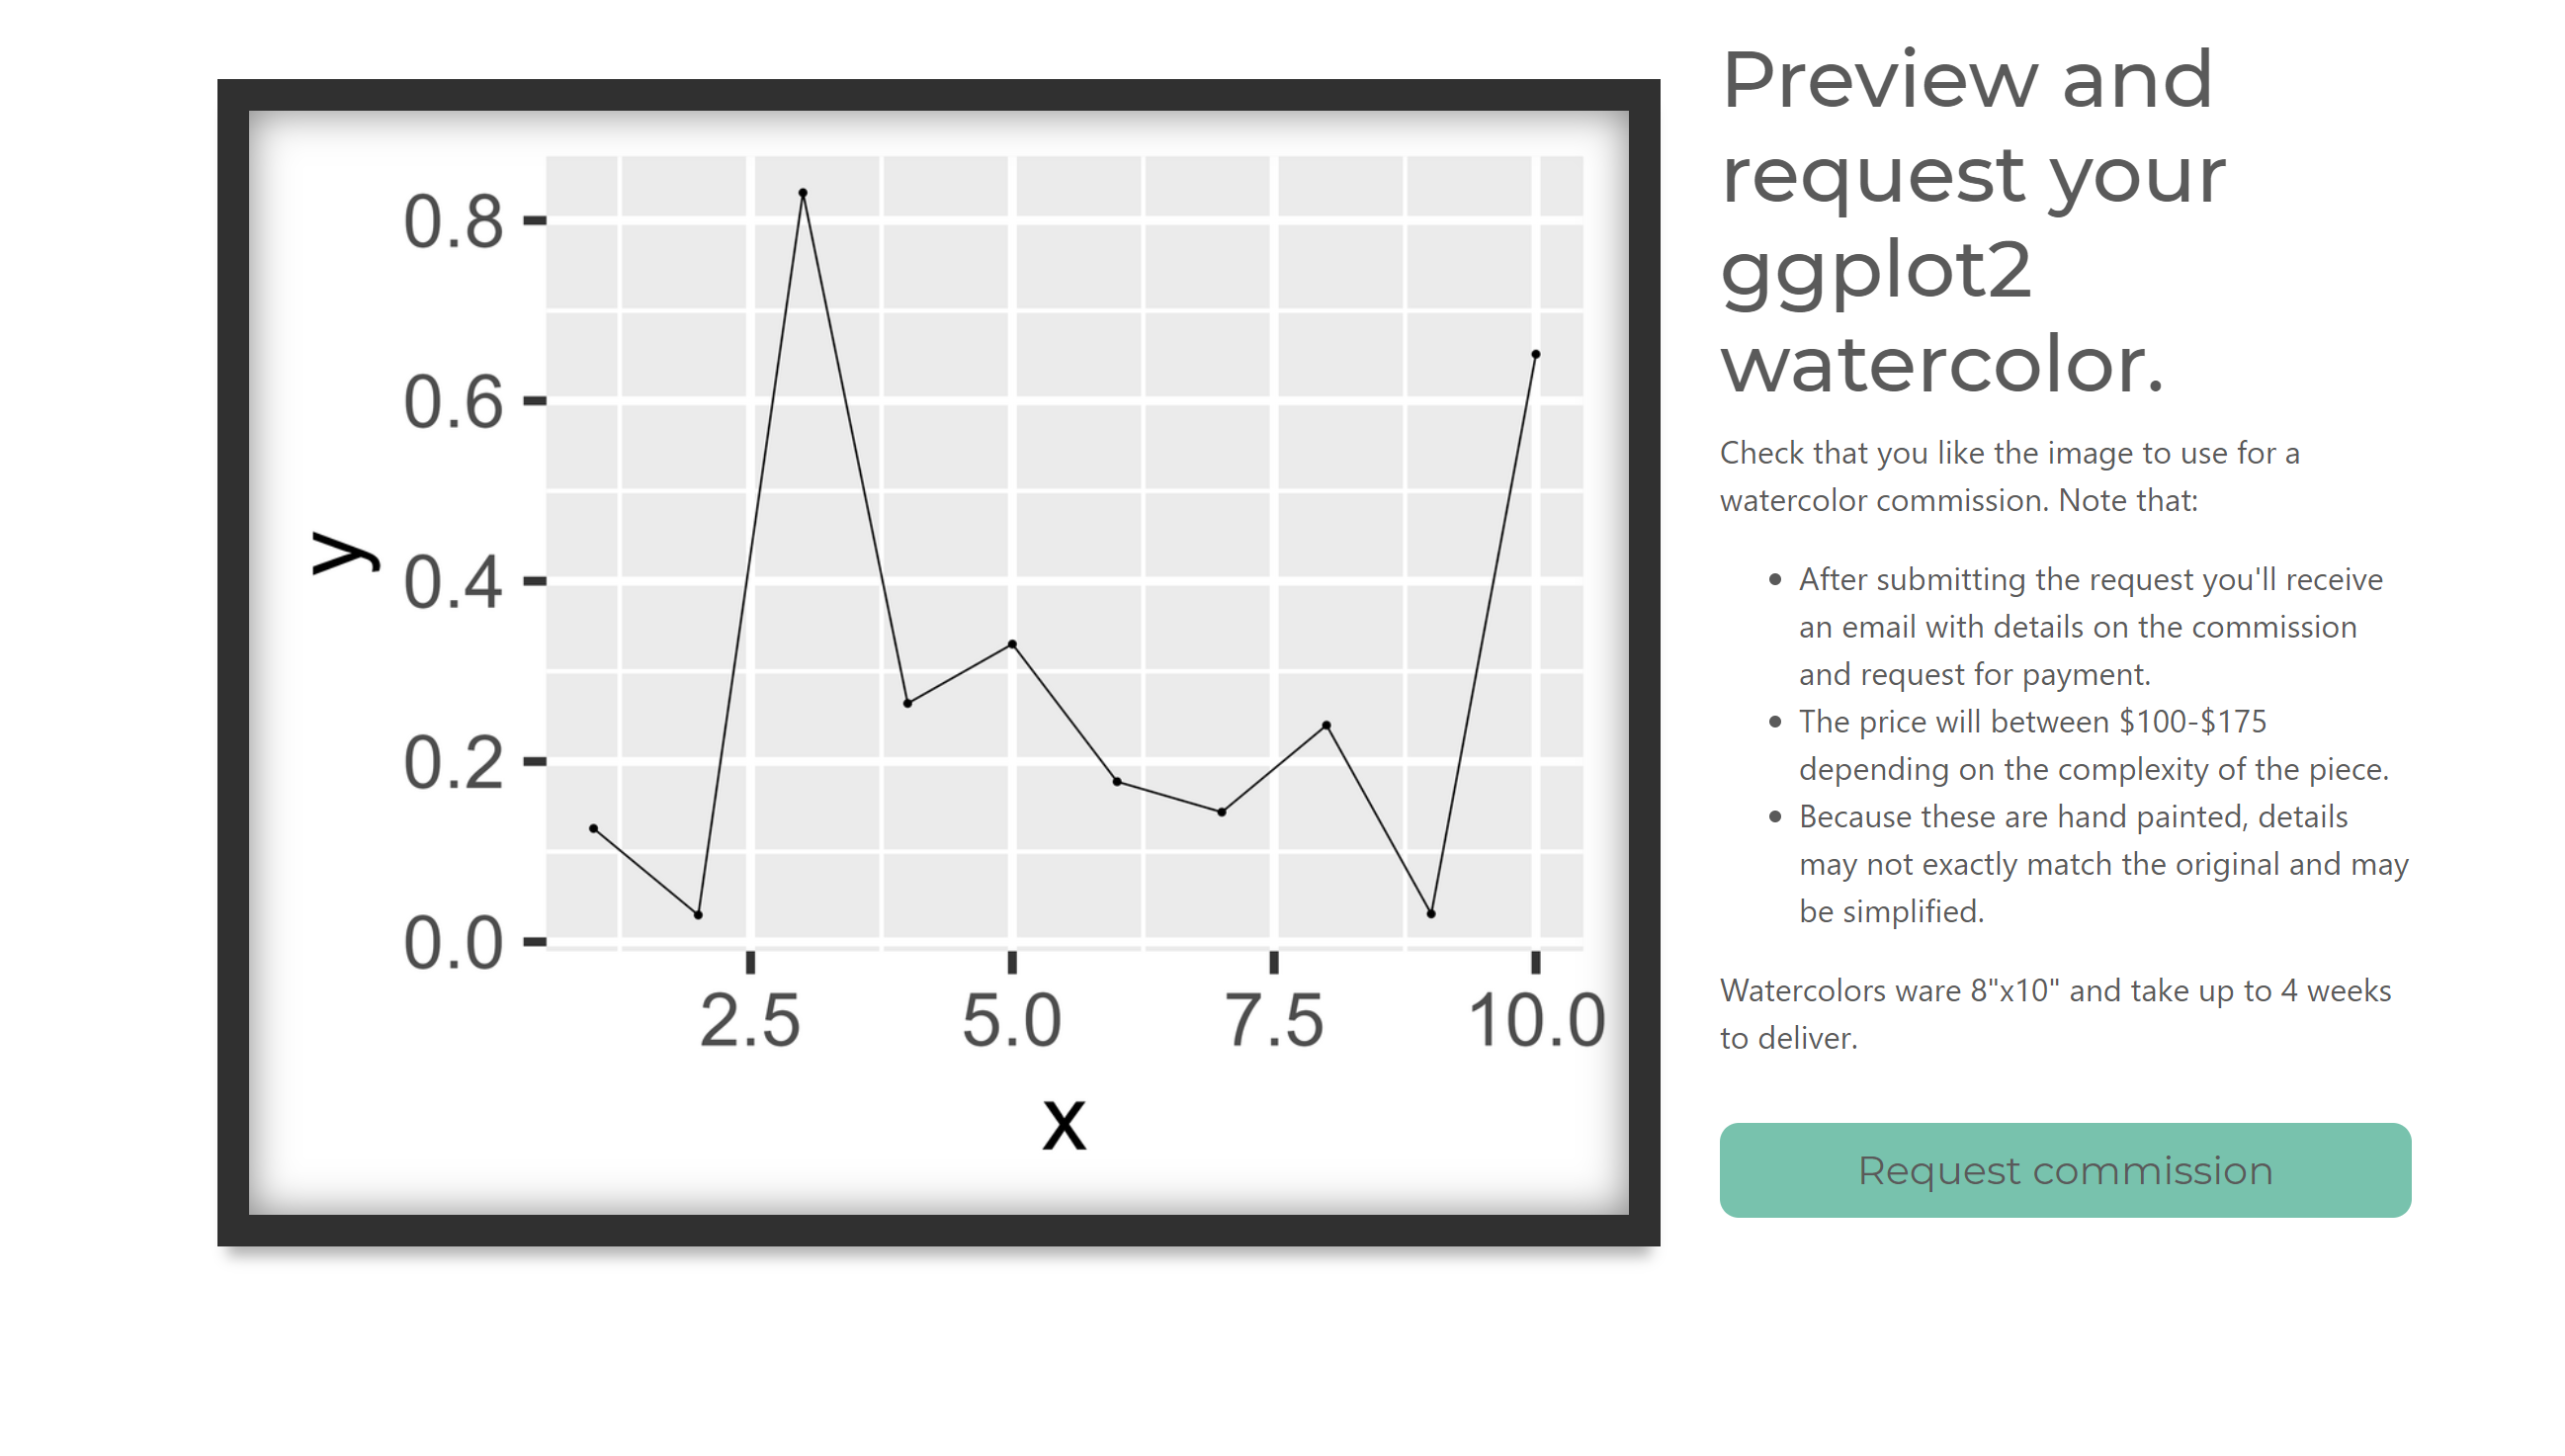 0.8
0.6
0.4
0.2
0.0
y
2.5 5.0 7.5 10.0
x
Preview and
request your
ggplot2
watercolor.
Check that you like the image to use for a
watercolor commission. Note that:
After submitting the request you'll receive
an email with details on the commission
and request for payment.
The price will between $100-$175
depending on the complexity of the piece.
Because these are hand painted, details
may not exactly match the original and may
be simplified.
Watercolors ware 8"x10" and take up to 4 weeks
to deliver.
Request commission